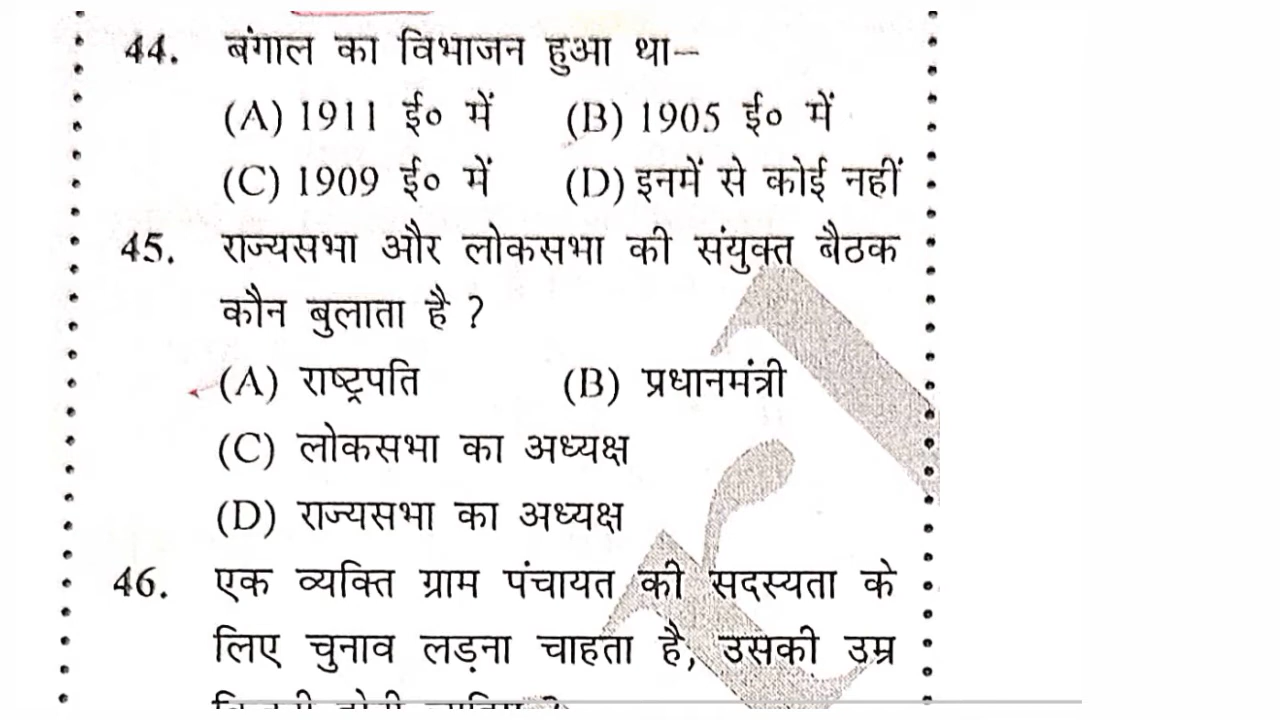 44. बंगाल का विभाजन हुआ था–
(A) 1911 ई० में (B) 1905 ई० में
(C) 1909 ई० में (D) इनमें से कोई नहीं
45. राज्यसभा और लोकसभा की संयुक्त बैठक
कौन बुलाता है ?
(A) राष्ट्रपति (B) प्रधानमंत्री
(C) लोकसभा का अध्यक्ष
(D) राज्यसभा का अध्यक्ष
46. एक व्यक्ति ग्राम पंचायत की सदस्यता के
लिए चुनाव लड़ना चाहता है, उसकी उम्र